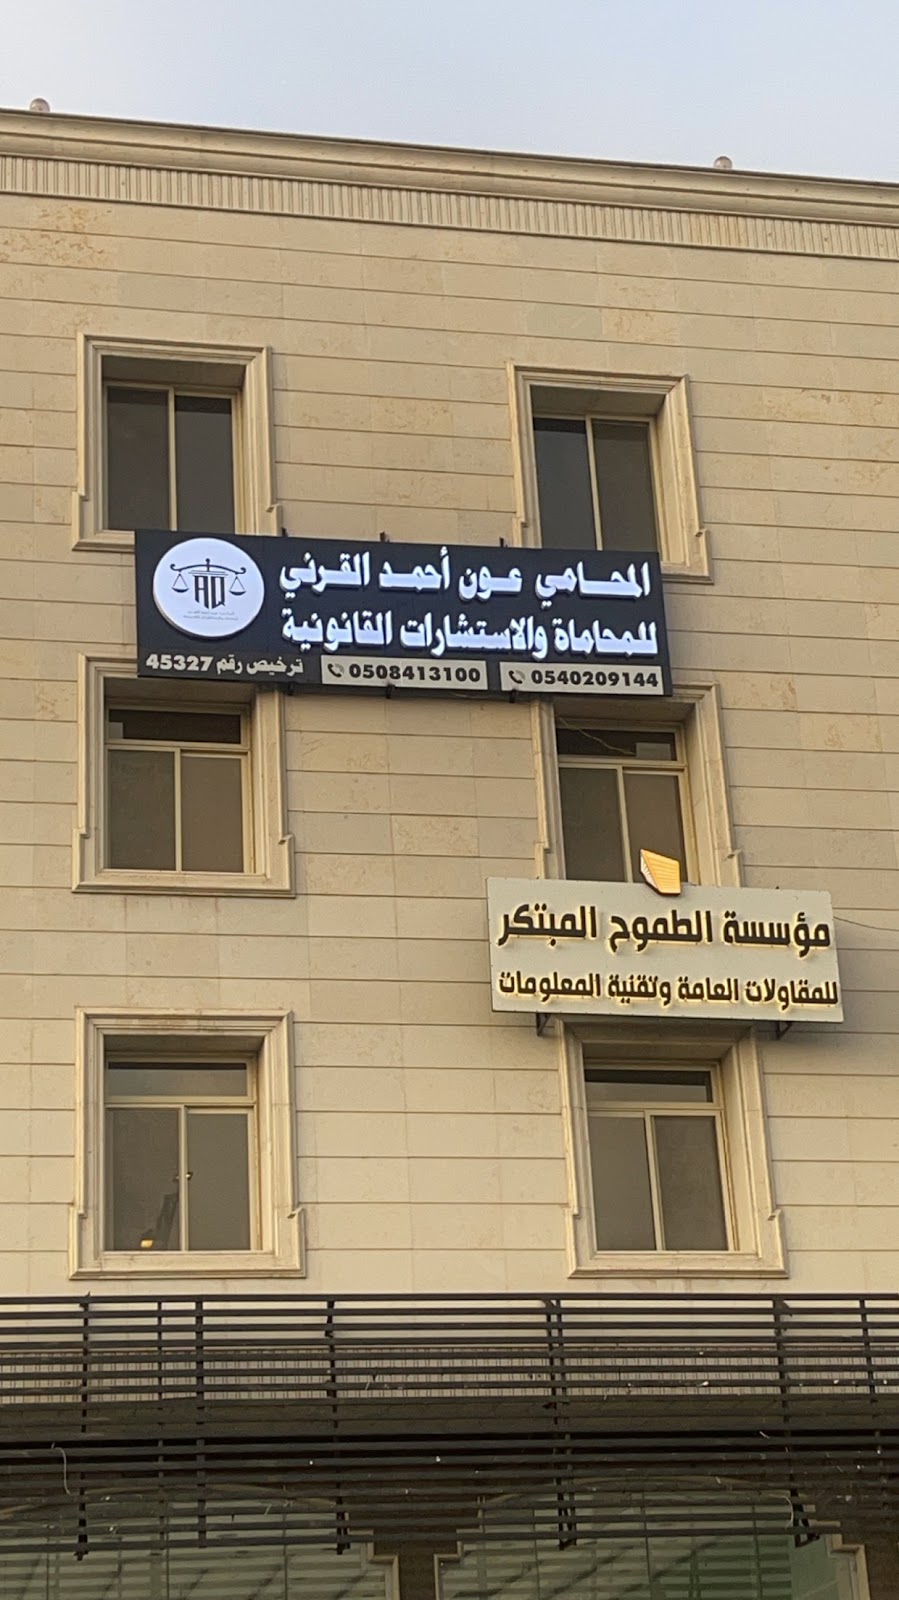 المحامي عون أحمد القرني
للمحاماة والاستشارات القانونية
0540209144
0508413100
ترخيص رقم 45327
AQ
مؤسسة الطموح المبتكر
للمقاولات العامة وتقنية المعلومات